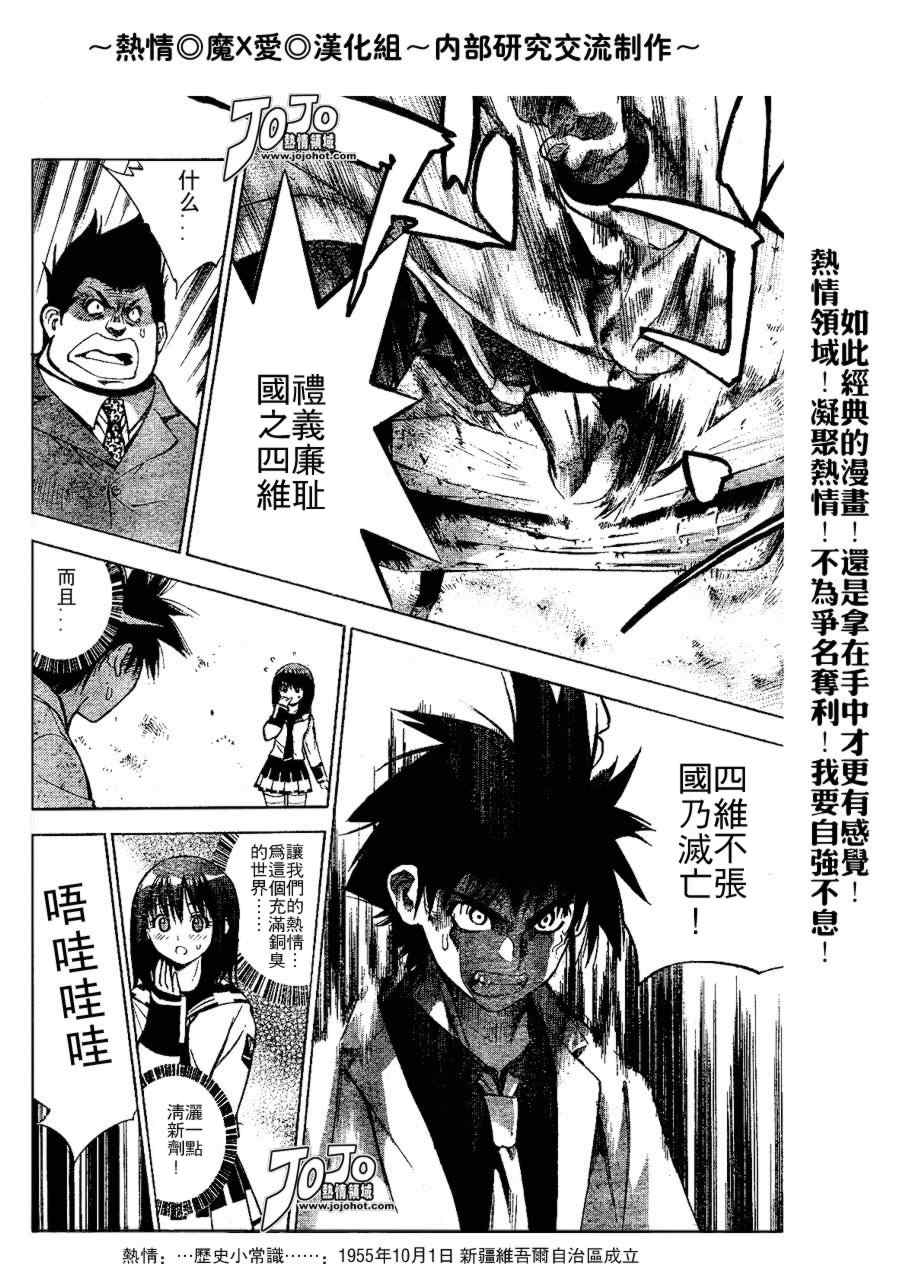 ～熱情◎魔X愛◎漢化組～内部研究交流制作～
JOJO
熱情領域
www.jojohot.com
禮義廉耻
國之四維
什么…
四維不張
國乃滅亡！
而且…
讓我們的熱情…
爲這個充滿銅臭
的世界……
灑一點
清新劑！
唔哇哇哇
JOJO
熱情領域
www.jojohot.com
如此經典的漫畫！還是拿在手中才更有感覺！
熱情領域！凝聚熱情！不為爭名奪利！我要自強不息！
熱情：…歷史小常識……：1955年10月1日 新疆維吾爾自治區成立